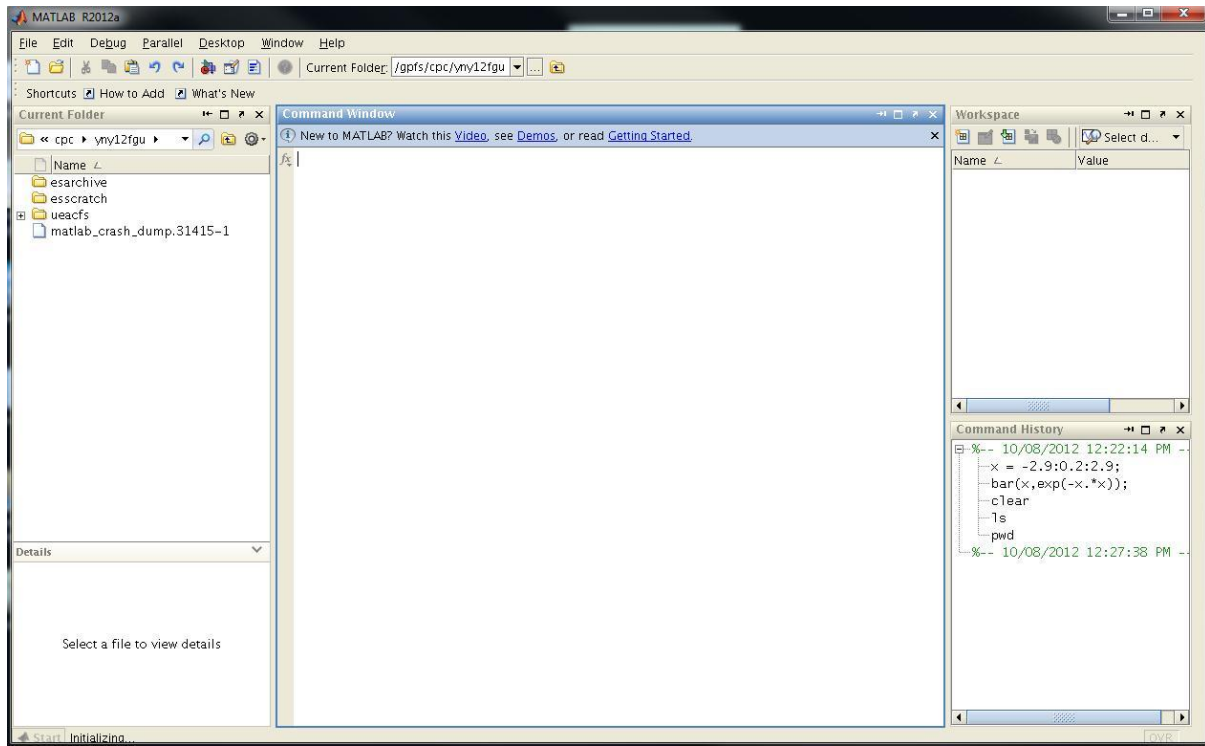 MATLAB R2012a
File Edit Debug Parallel Desktop Window Help
Current Folder: /gpfs/cpc/yny12fgu ...
Shortcuts How to Add What's New
Current Folder
« cpc yny12fgu
Name
esarchive
esscratch
ueacfs
matlab_crash_dump.31415-1
Details
Select a file to view details
Command Window
New to MATLAB? Watch this Video, see Demos, or read Getting Started.
fx
Workspace
Select d...
Name Value
Command History
%-- 10/08/2012 12:22:14 PM --
x = -2.9:0.2:2.9;
bar(x,exp(-x.*x));
clear
ls
pwd
%-- 10/08/2012 12:27:38 PM --
Start Initializing...
OVR